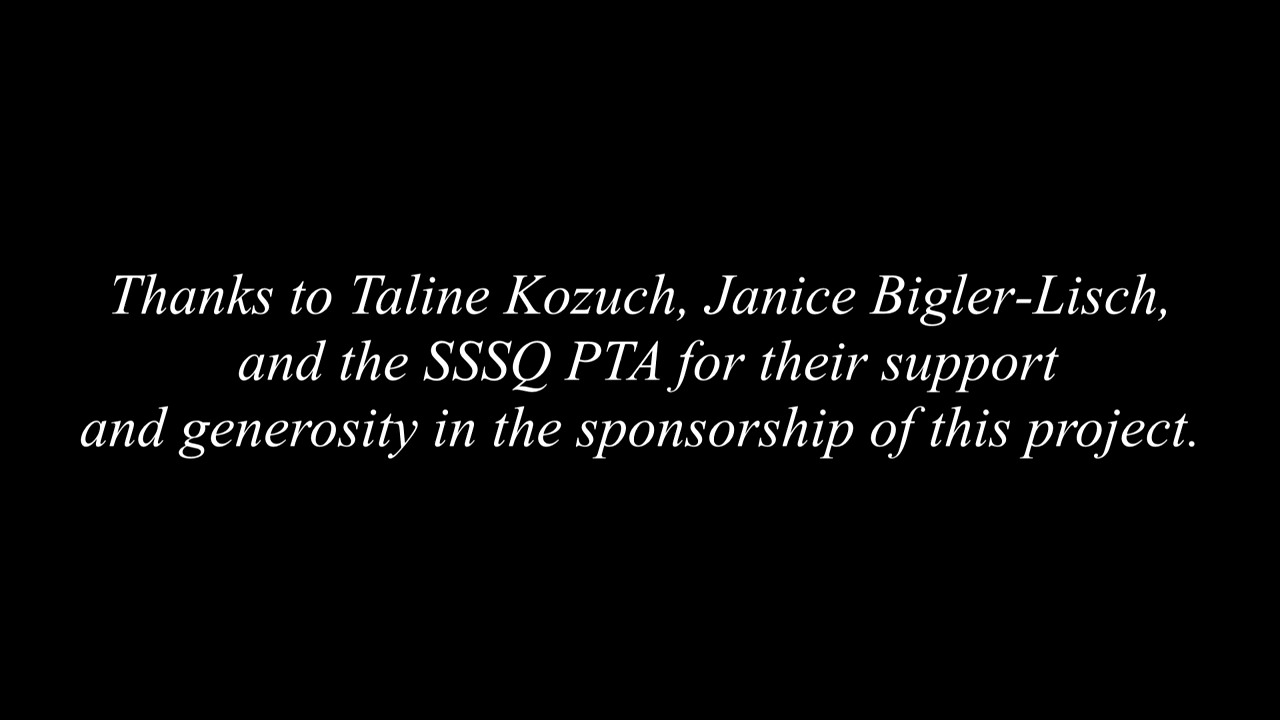 Thanks to Taline Kozuch, Janice Bigler-Lisch,
and the SSSQ PTA for their support
and generosity in the sponsorship of this project.